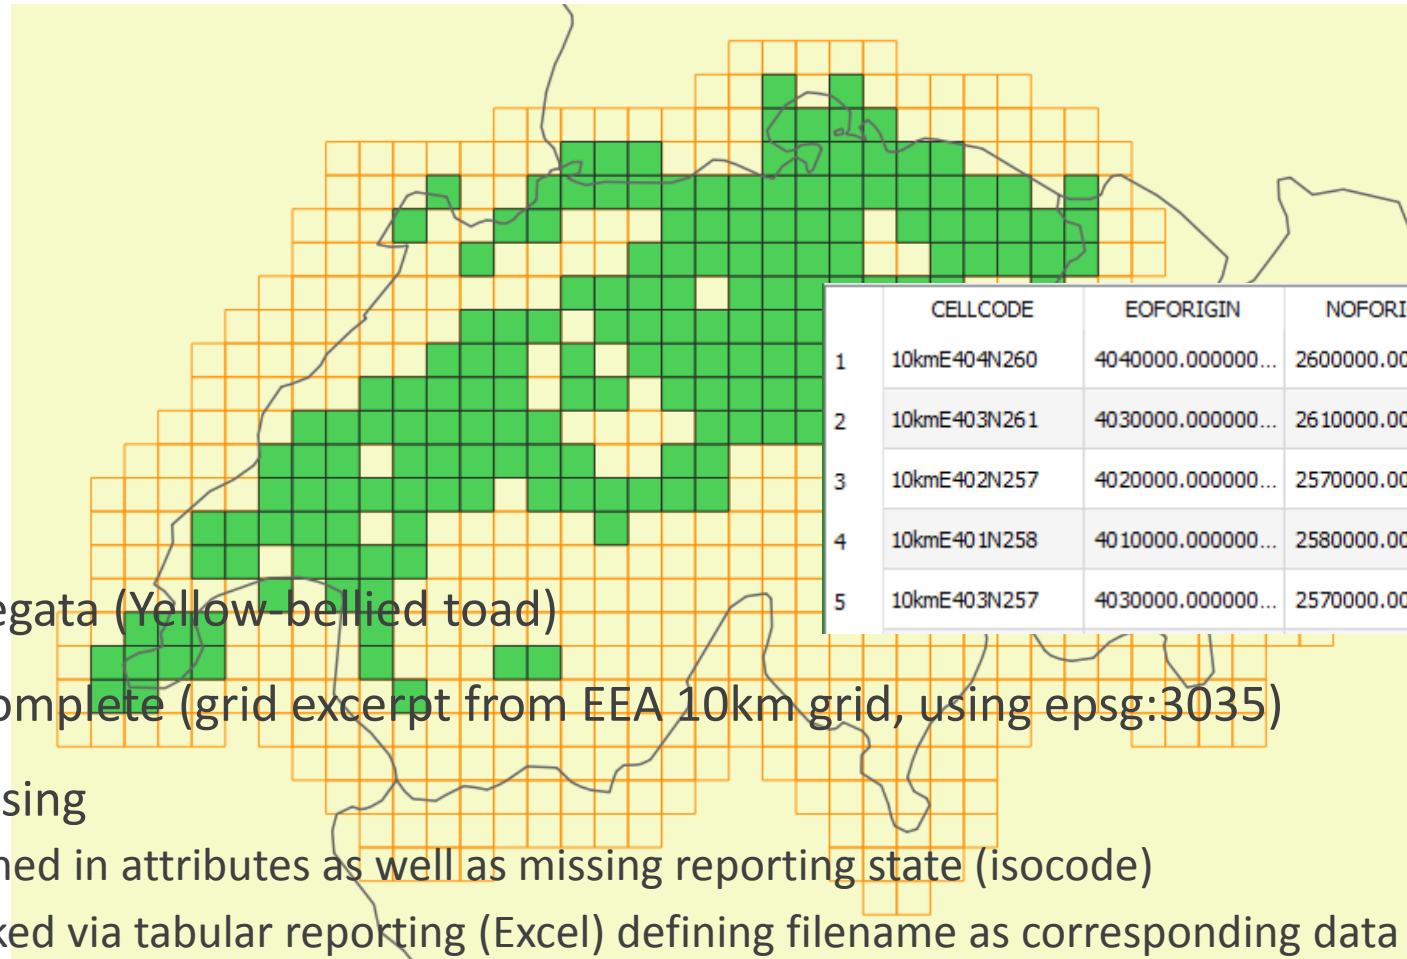 CELLCODE EOFORIGIN NOFORI
1 10kmE404N260 4040000.000000... 2600000.00
2 10kmE403N261 4030000.000000... 2610000.00
3 10kmE402N257 4020000.000000... 2570000.00
4 10kmE401N258 4010000.000000... 2580000.00
5 10kmE403N257 4030000.000000... 2570000.00
egata (Yellow-bellied toad)
omplete (grid excerpt from EEA 10km grid, using epsg:3035)
sing
ned in attributes as well as missing reporting state (isocode)
ked via tabular reporting (Excel) defining filename as corresponding data